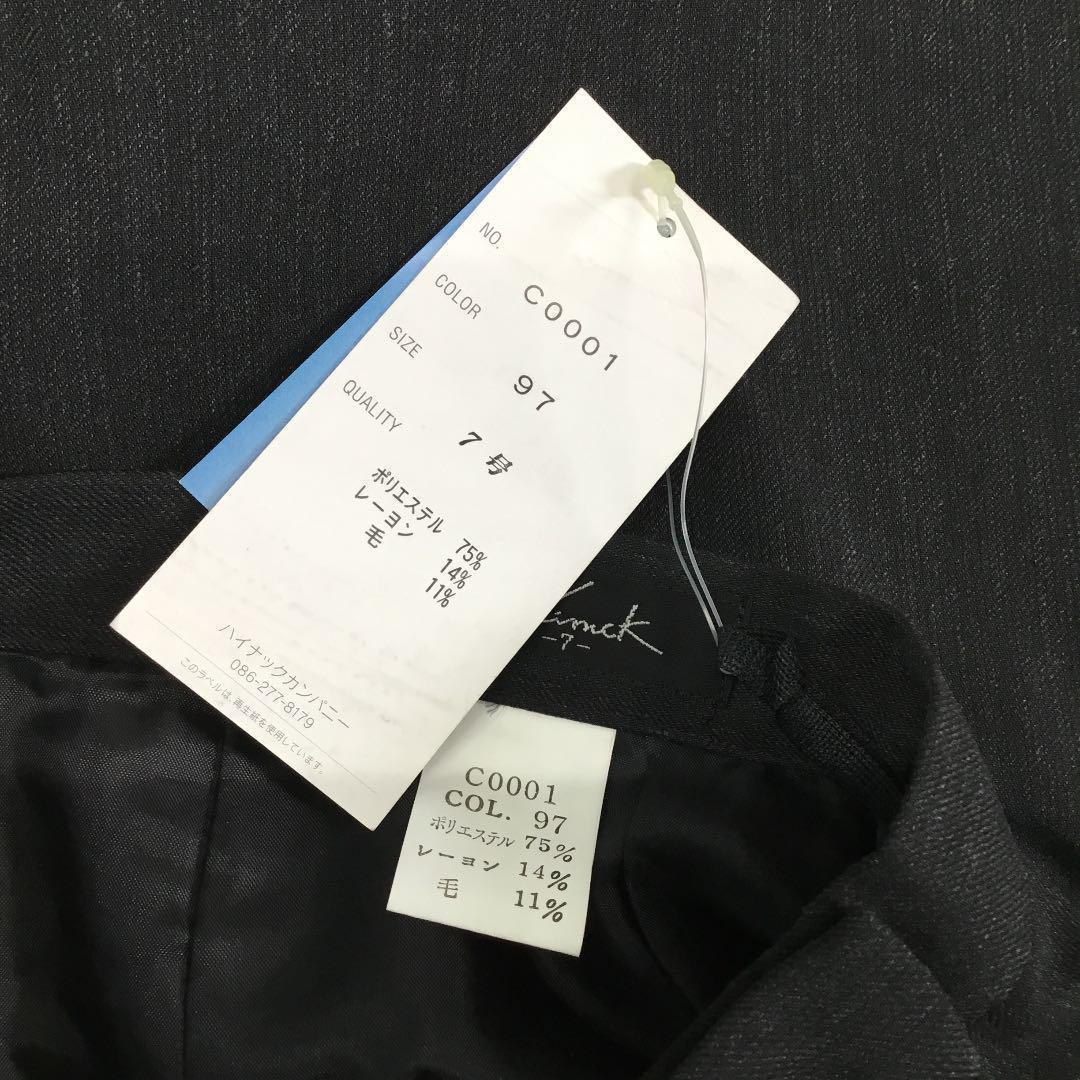 NO. C0001
COLOR 97
SIZE 7号
QUALITY
ポリエステル 75%
レーヨン 14%
毛 11%
ハイナックカンパニー
086-277-8179
このラベルは、再生紙を使用しています。
-7-
C0001
COL. 97
ポリエステル 75%
レーヨン 14%
毛 11%